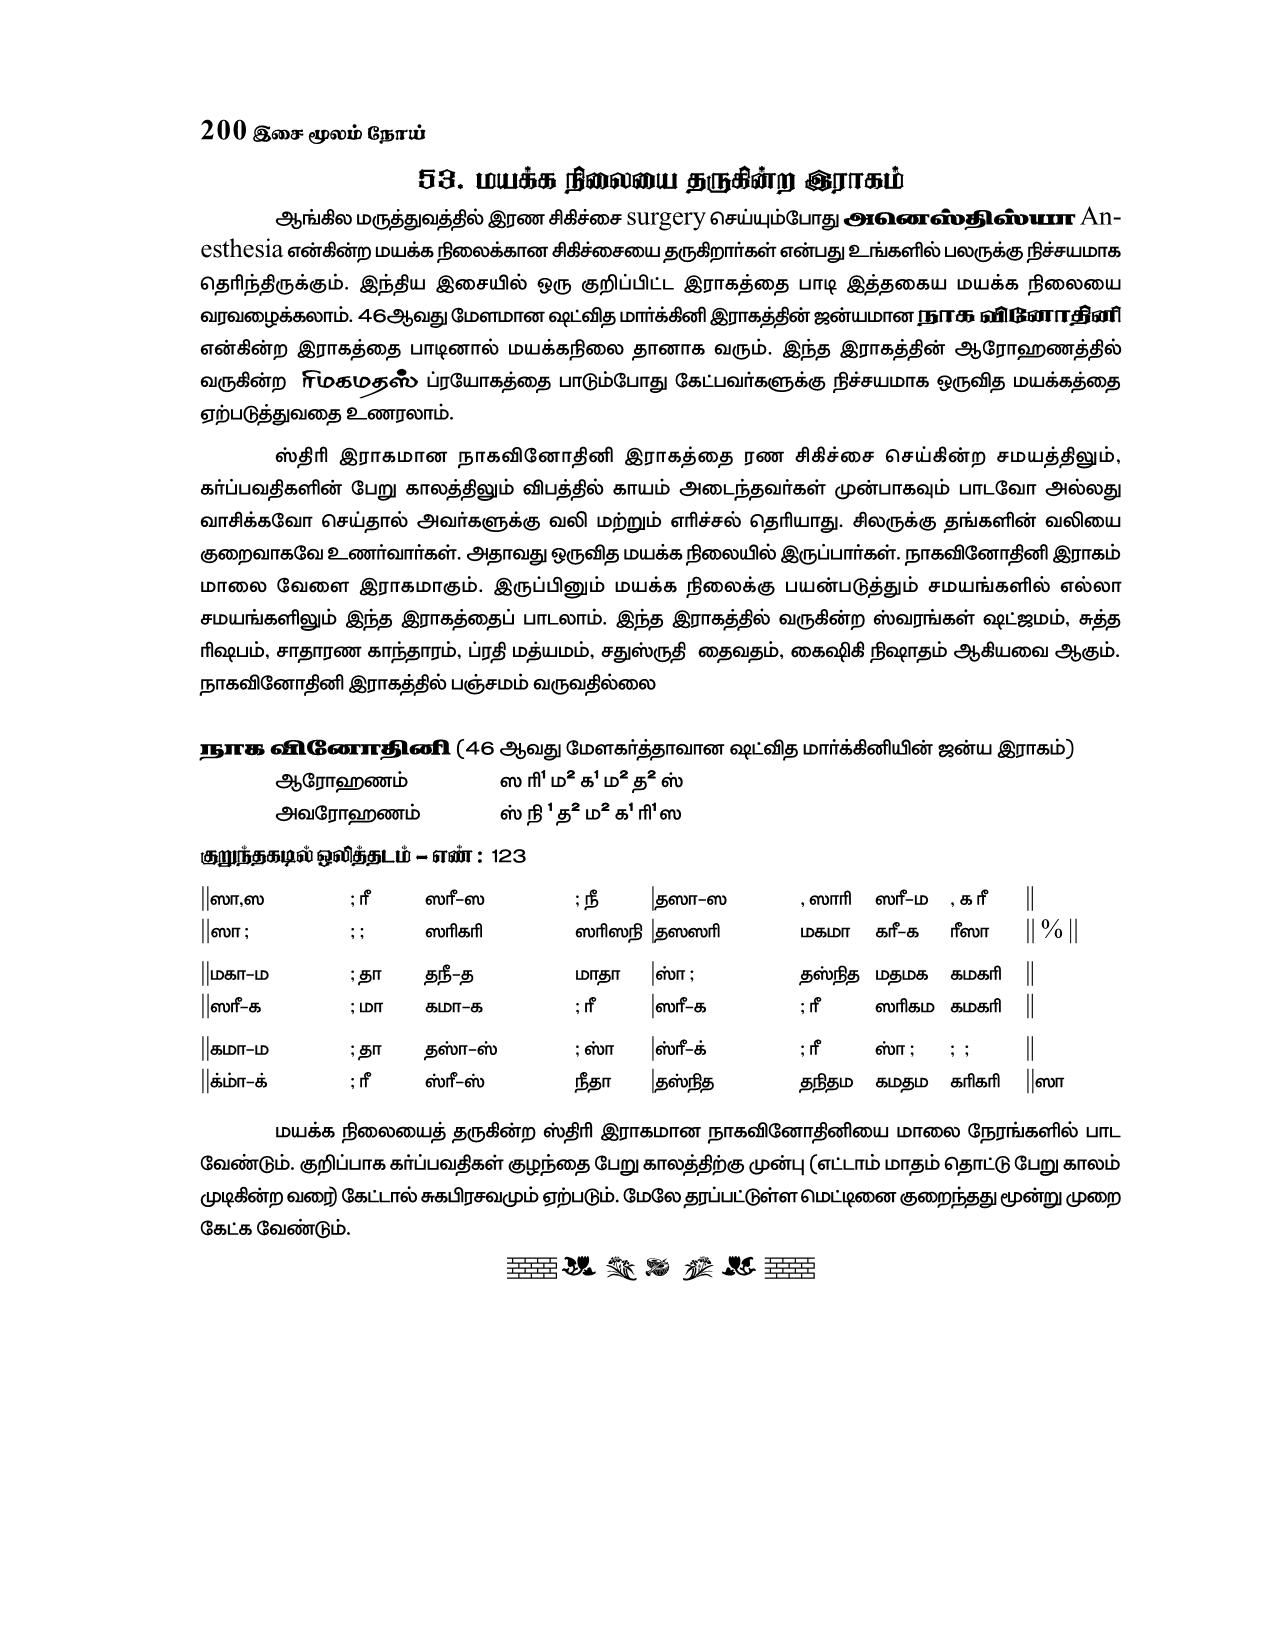 200 இசை மூலம் நோய்
53. மயக்க நிலையை தருகின்ற இராகம்
ஆங்கில மருத்துவத்தில் இரண சிகிச்சை surgery செய்யும்போது அனெஸ்திஸ்யா An-
esthesia என்கின்ற மயக்க நிலைக்கான சிகிச்சையை தருகிறார்கள் என்பது உங்களில் பலருக்கு நிச்சயமாக
தெரிந்திருக்கும். இந்திய இசையில் ஒரு குறிப்பிட்ட இராகத்தை பாடி இத்தகைய மயக்க நிலையை
வரவழைக்கலாம். 46ஆவது மேளமான ஷட்வித மார்க்கினி இராகத்தின் ஜன்யமான நாக வினோதினி
என்கின்ற இராகத்தை பாடினால் மயக்கநிலை தானாக வரும். இந்த இராகத்தின் ஆரோஹணத்தில்
வருகின்ற ரிமகமதஸ் ப்ரயோகத்தை பாடும்போது கேட்பவர்களுக்கு நிச்சயமாக ஒருவித மயக்கத்தை
ஏற்படுத்துவதை உணரலாம்.
ஸ்திரி இராகமான நாகவினோதினி இராகத்தை ரண சிகிச்சை செய்கின்ற சமயத்திலும்,
கர்ப்பவதிகளின் பேறு காலத்திலும் விபத்தில் காயம் அடைந்தவர்கள் முன்பாகவும் பாடவோ அல்லது
வாசிக்கவோ செய்தால் அவர்களுக்கு வலி மற்றும் எரிச்சல் தெரியாது. சிலருக்கு தங்களின் வலியை
குறைவாகவே உணர்வார்கள். அதாவது ஒருவித மயக்க நிலையில் இருப்பார்கள். நாகவினோதினி இராகம்
மாலை வேளை இராகமாகும். இருப்பினும் மயக்க நிலைக்கு பயன்படுத்தும் சமயங்களில் எல்லா
சமயங்களிலும் இந்த இராகத்தைப் பாடலாம். இந்த இராகத்தில் வருகின்ற ஸ்வரங்கள் ஷட்ஜமம், சுத்த
ரிஷபம், சாதாரண காந்தாரம், ப்ரதி மத்யமம், சதுஸ்ருதி தைவதம், கைஷிகி நிஷாதம் ஆகியவை ஆகும்.
நாகவினோதினி இராகத்தில் பஞ்சமம் வருவதில்லை
நாக வினோதினி (46 ஆவது மேளகர்த்தாவான ஷட்வித மார்க்கினியின் ஜன்ய இராகம்)
ஆரோஹணம் ஸ ரி¹ ம² க¹ ம² த² ஸ்
அவரோஹணம் ஸ் நி ¹ த² ம² க¹ ரி¹ ஸ
குறுந்தகடில் ஒலித்தடம் – எண் : 123
||ஸா,ஸ ; ரீ ஸரீ–ஸ ; நீ |தஸா–ஸ , ஸாரி ஸரீ–ம , க ரீ ||
||ஸா ; ; ; ஸரிகரி ஸரிஸநி |தஸஸரி மகமா கரீ–க ரீஸா || % ||
||மகா–ம ; தா தநீ–த மாதா |ஸ்ா ; தஸ்நித மதமக கமகரி ||
||ஸரீ–க ; மா கமா–க ; ரீ |ஸரீ–க ; ரீ ஸரிகம கமகரி ||
||கமா–ம ; தா தஸ்ா–ஸ் ; ஸ்ா |ஸ்ரீ–க் ; ரீ ஸ்ா ; ; ; ||
||க்ம்ா–க் ; ரீ ஸ்ரீ–ஸ் நீதா |தஸ்நித தநிதம கமதம கரிகரி ||ஸா
மயக்க நிலையைத் தருகின்ற ஸ்திரி இராகமான நாகவினோதினியை மாலை நேரங்களில் பாட
வேண்டும். குறிப்பாக கர்ப்பவதிகள் குழந்தை பேறு காலத்திற்கு முன்பு (எட்டாம் மாதம் தொட்டு பேறு காலம்
முடிகின்ற வரை) கேட்டால் சுகபிரசவமும் ஏற்படும். மேலே தரப்பட்டுள்ள மெட்டினை குறைந்தது மூன்று முறை
கேட்க வேண்டும்.